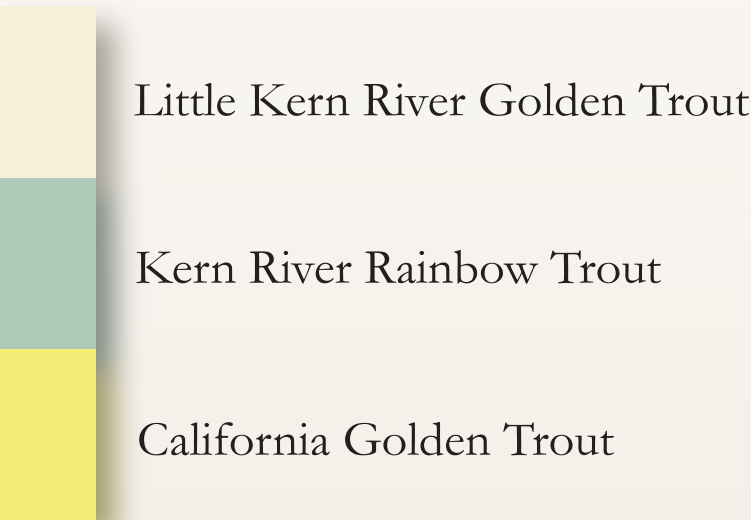 Little Kern River Golden Trout
Kern River Rainbow Trout
California Golden Trout